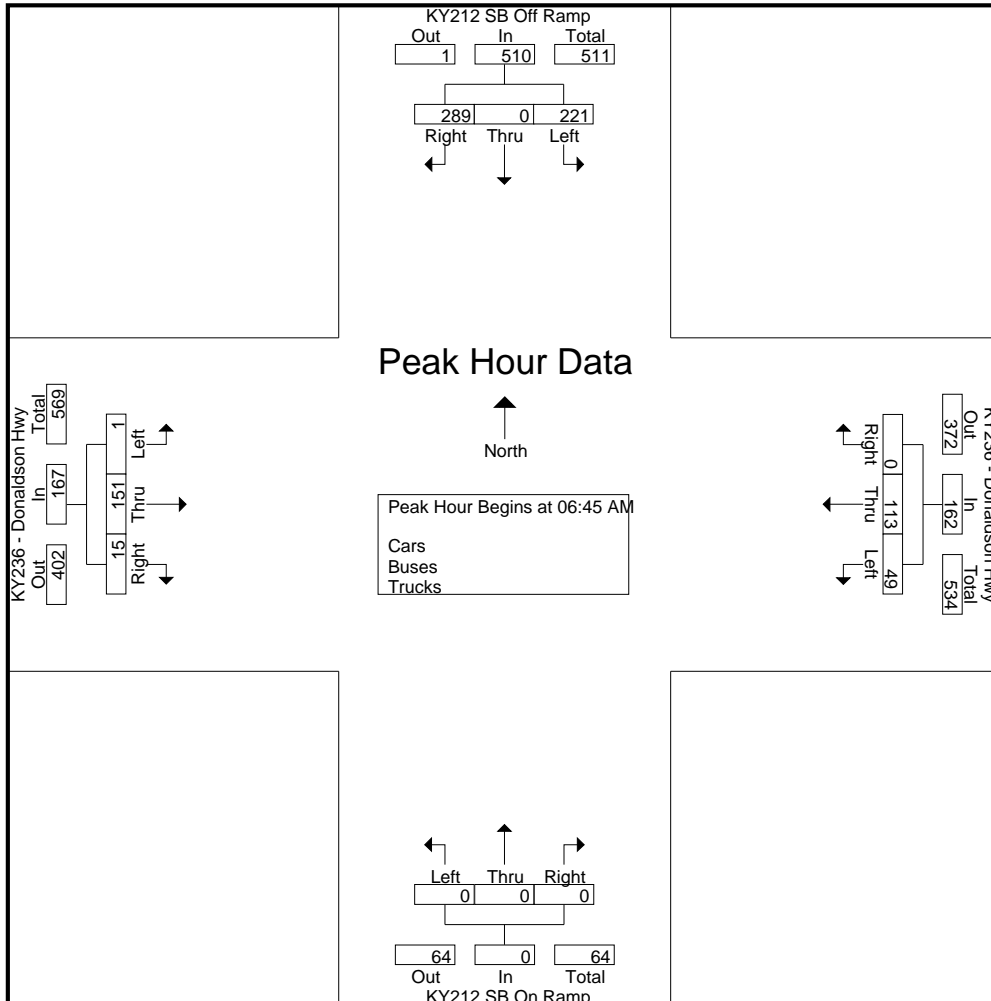 KY212 SB Off Ramp
Out In Total
1 510 511
289 0 221
Right Thru Left
Peak Hour Data
North
Peak Hour Begins at 06:45 AM
Cars
Buses
Trucks
KY236 - Donaldson Hwy
Out In Total
402 167 569
1 151 15
Left Thru Right
KY236 - Donaldson Hwy
Out In Total
372 162 534
0 113 49
Right Thru Left
Left Thru Right
0 0 0
64 0 64
Out In Total
KY212 SB On Ramp